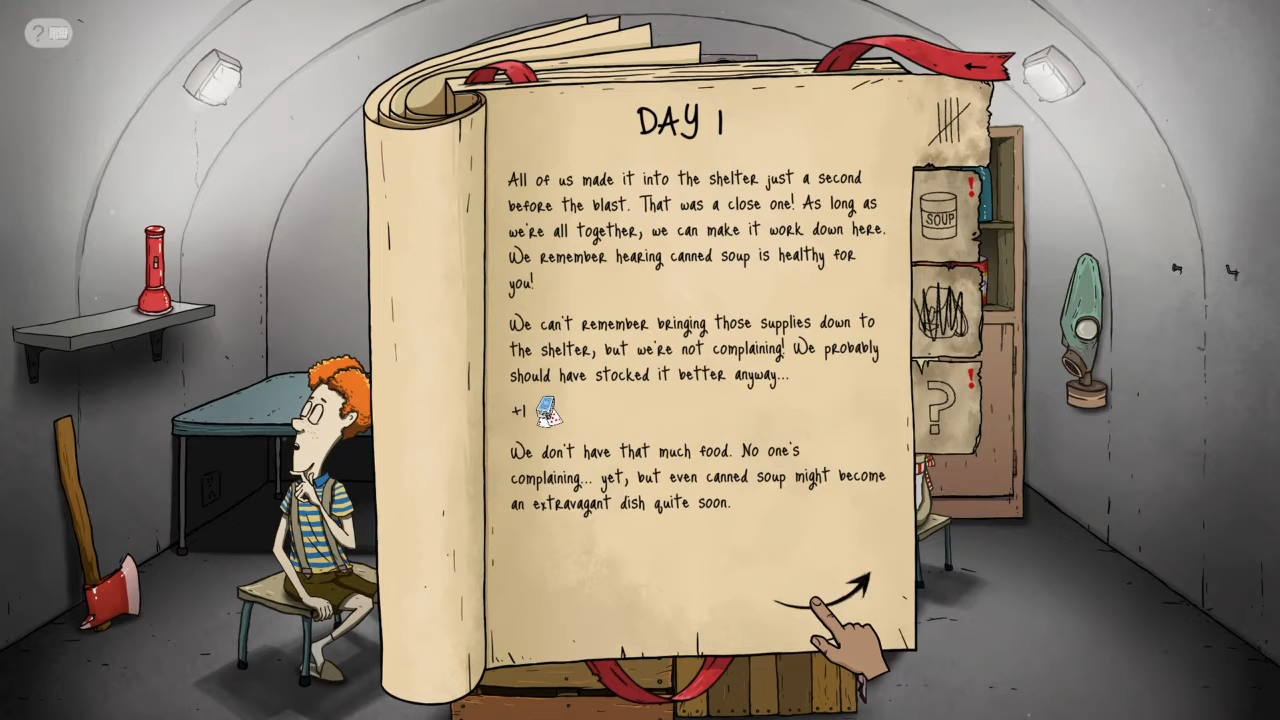 ?
DAY 1
All of us made it into the shelter just a second
before the blast. That was a close one! As long as
we're all together, we can make it work down here.
We remember hearing canned soup is healthy for
you!
We can't remember bringing those supplies down to
the shelter, but we're not complaining! We probably
should have stocked it better anyway...
+1
We don't have that much food. No one's
complaining... yet, but even canned soup might become
an extravagant dish quite soon.
!
SOUP
!
?